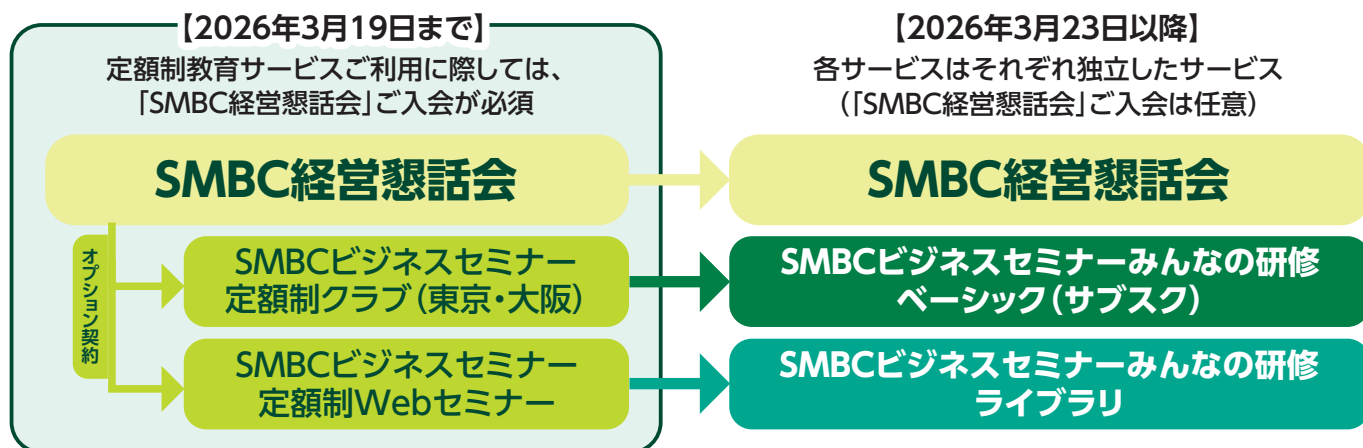 【2026年3月19日まで】
定額制教育サービスご利用に際しては、
「SMBC経営懇話会」ご入会が必須
SMBC経営懇話会
オプション契約
SMBCビジネスセミナー
定額制クラブ（東京・大阪）
SMBCビジネスセミナー
定額制Webセミナー
【2026年3月23日以降】
各サービスはそれぞれ独立したサービス
（「SMBC経営懇話会」ご入会は任意）
SMBC経営懇話会
SMBCビジネスセミナーみんなの研修
ベーシック（サブスク）
SMBCビジネスセミナーみんなの研修
ライブラリ